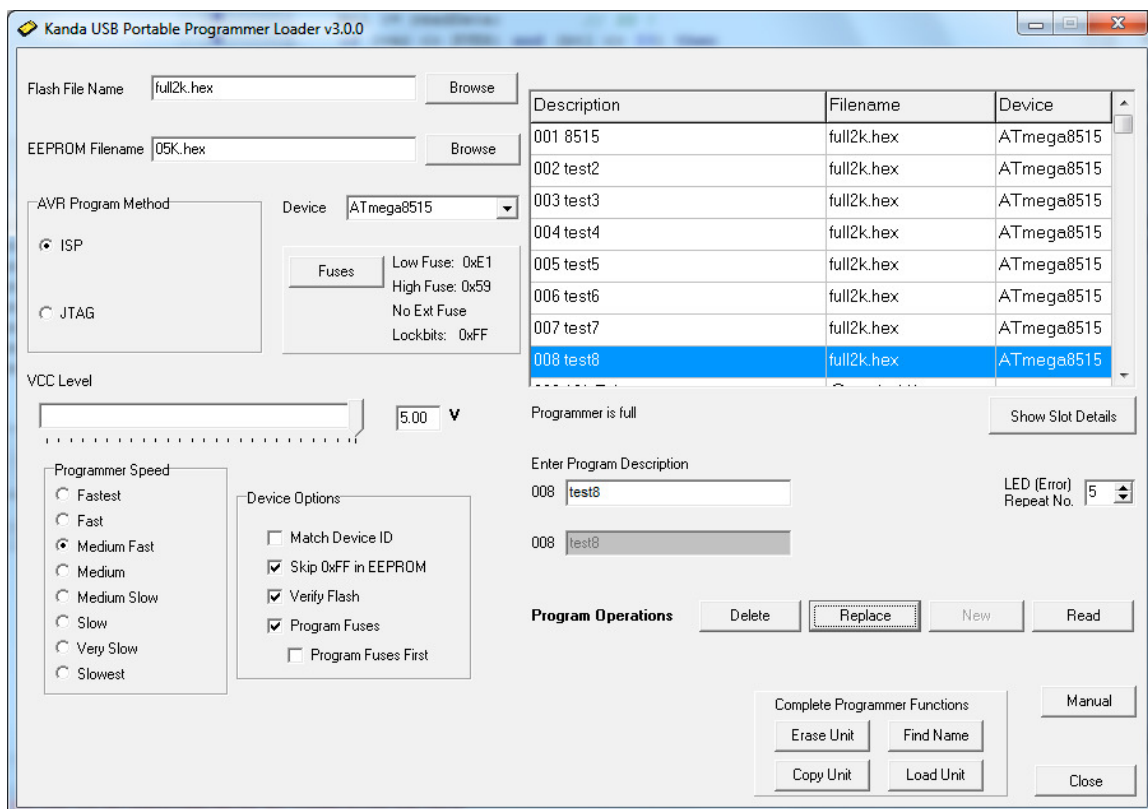 Kanda USB Portable Programmer Loader v3.0.0
Flash File Name full2k.hex Browse
EEPROM Filename 05K.hex Browse
AVR Program Method
ISP
JTAG
Device ATmega8515
Fuses
Low Fuse: 0xE1
High Fuse: 0x59
No Ext Fuse
Lockbits: 0xFF
VCC Level
5.00 V
Programmer Speed
Fastest
Fast
Medium Fast
Medium
Medium Slow
Slow
Very Slow
Slowest
Device Options
Match Device ID
Skip 0xFF in EEPROM
Verify Flash
Program Fuses
Program Fuses First
Description Filename Device
001 8515 full2k.hex ATmega8515
002 test2 full2k.hex ATmega8515
003 test3 full2k.hex ATmega8515
004 test4 full2k.hex ATmega8515
005 test5 full2k.hex ATmega8515
006 test6 full2k.hex ATmega8515
007 test7 full2k.hex ATmega8515
008 test8 full2k.hex ATmega8515
Programmer is full
Show Slot Details
Enter Program Description
008 test8
LED (Error)
Repeat No. 5
008 test8
Program Operations Delete Replace New Read
Complete Programmer Functions
Erase Unit Find Name
Copy Unit Load Unit
Manual
Close